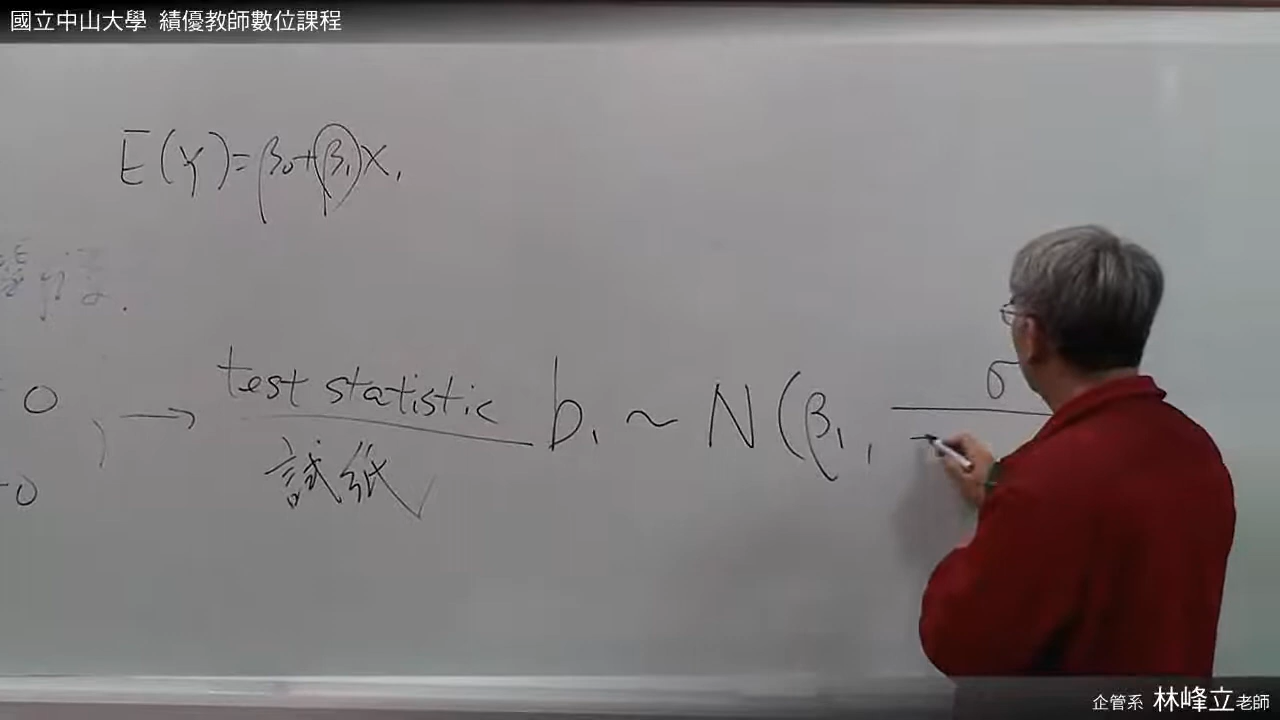 國立中山大學 績優教師數位課程
E(Y)=β₀+β₁X₁
0
test statistic b₁ ~ N(β₁, σ
試紙
0
企管系 林峰立老師